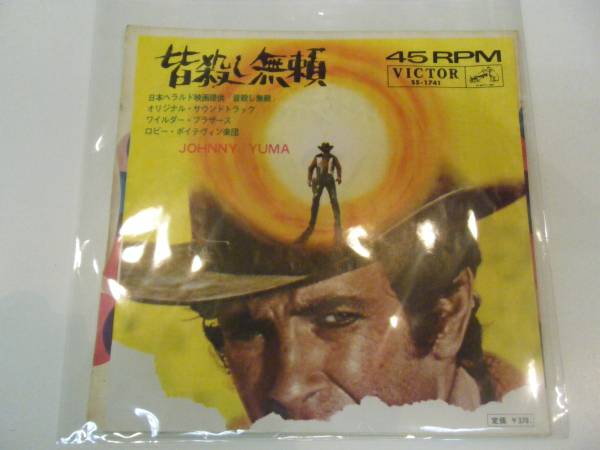 皆殺し無頼
45 RPM
VICTOR
SS-1741
日本ヘラルド映画提供 皆殺し無頼
オリジナル・サウンドトラック
ワイルダー・ブラザース
ロビー・ポイテヴィン楽団
JOHNNY YUMA
定価 ¥370